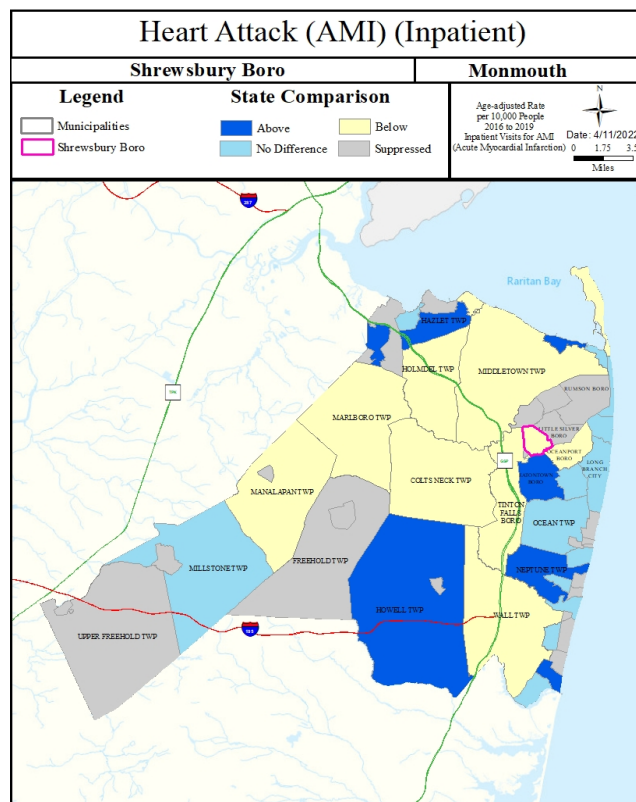 Heart Attack (AMI) (Inpatient)
Shrewsbury Boro
Monmouth
Legend
Municipalities
Shrewsbury Boro
State Comparison
Above
Below
No Difference
Suppressed
Age-adjusted Rate
per 10,000 People
2016 to 2019
Inpatient Visits for AMI
(Acute Myocardial Infarction)
N
Date: 4/11/2022
0 1.75 3.5
Miles
287
Raritan Bay
HAZLET TWP
HOLMDEL TWP
MIDDLETOWN TWP
RUMSON BORO
MARLBORO TWP
LITTLE SILVER
BORO
OCEANPORT
BORO
LONG
BRANCH
CITY
COLTS NECK TWP
MANALAPAN TWP
TINTON
FALLS
BORO
OCEAN TWP
FREEHOLD TWP
MILLSTONE TWP
NEPTUNE TWP
HOWELL TWP
WALL TWP
195
UPPER FREEHOLD TWP